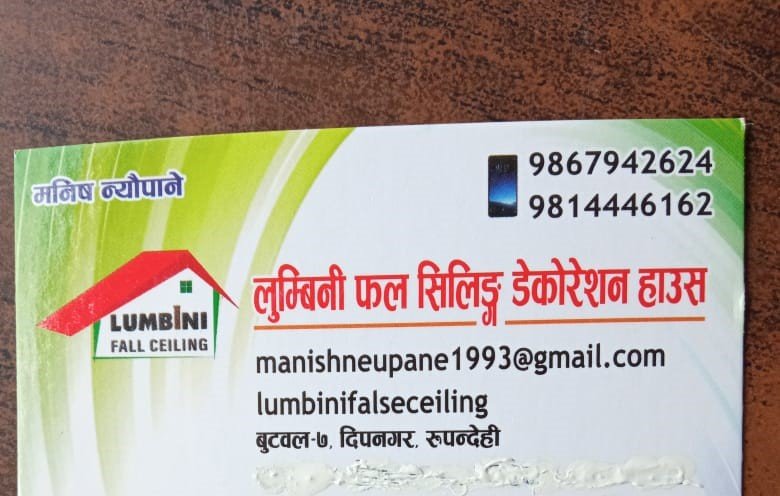 मनिष न्यौपाने
9867942624
9814446162
LUMBINI
FALL CEILING
लुम्बिनी फल सिलिङ्ग डेकोरेशन हाउस
manishneupane1993@gmail.com
lumbinifalseceiling
बुटवल-७, दिपनगर, रुपन्देही